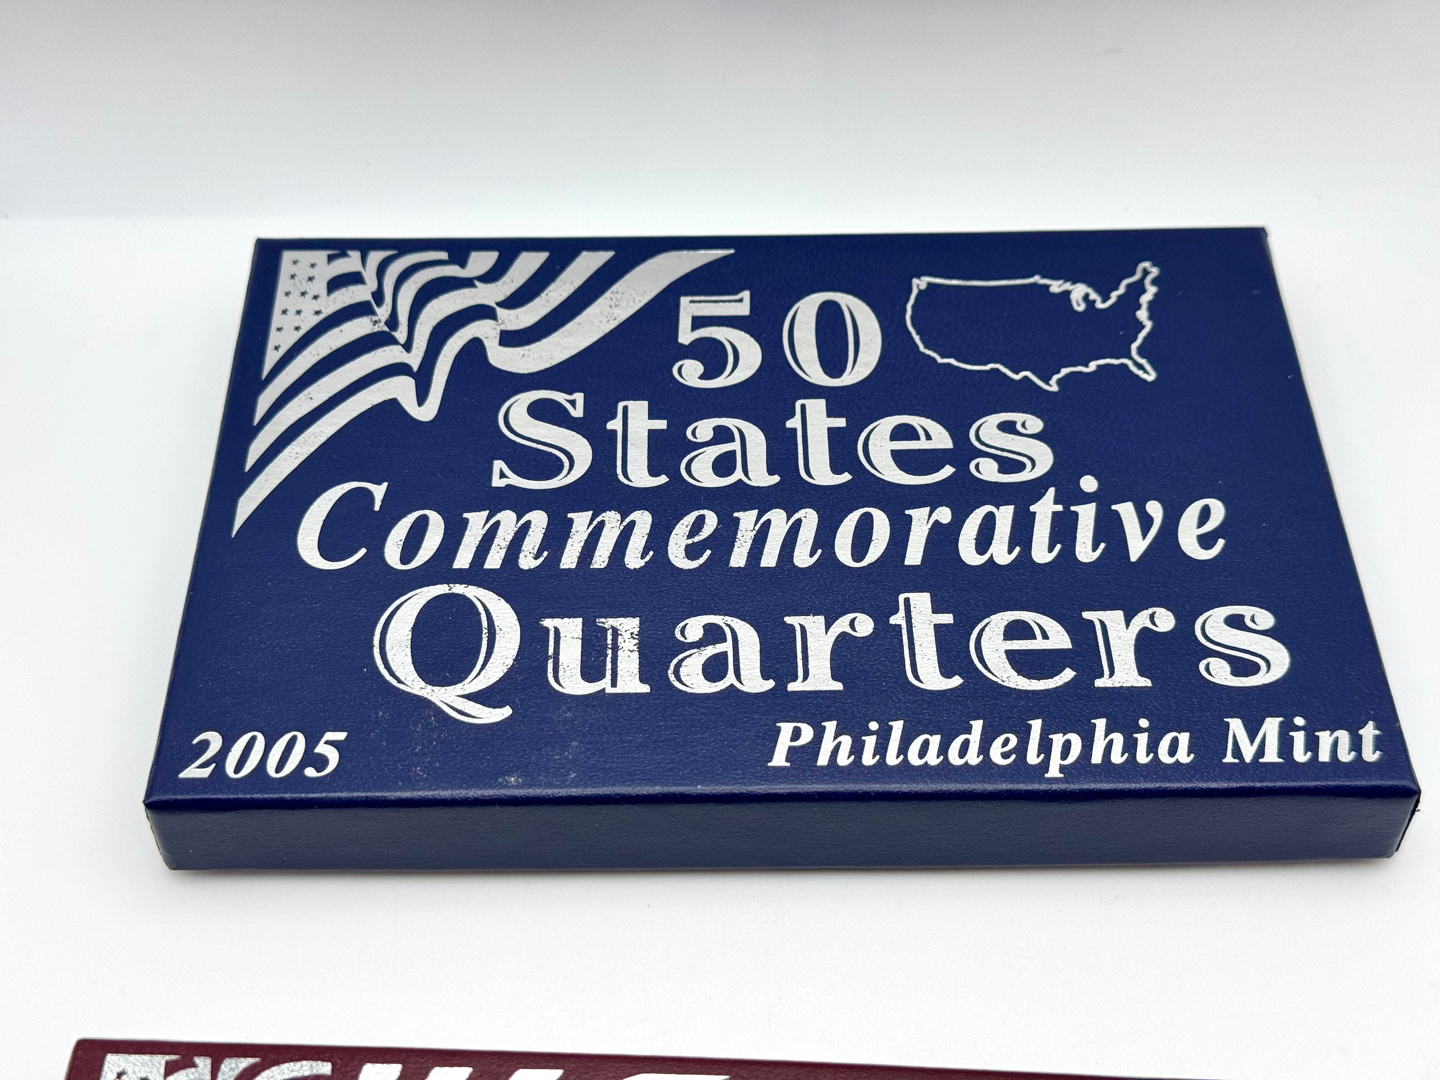 50
States
Commemorative
Quarters
2005
Philadelphia Mint